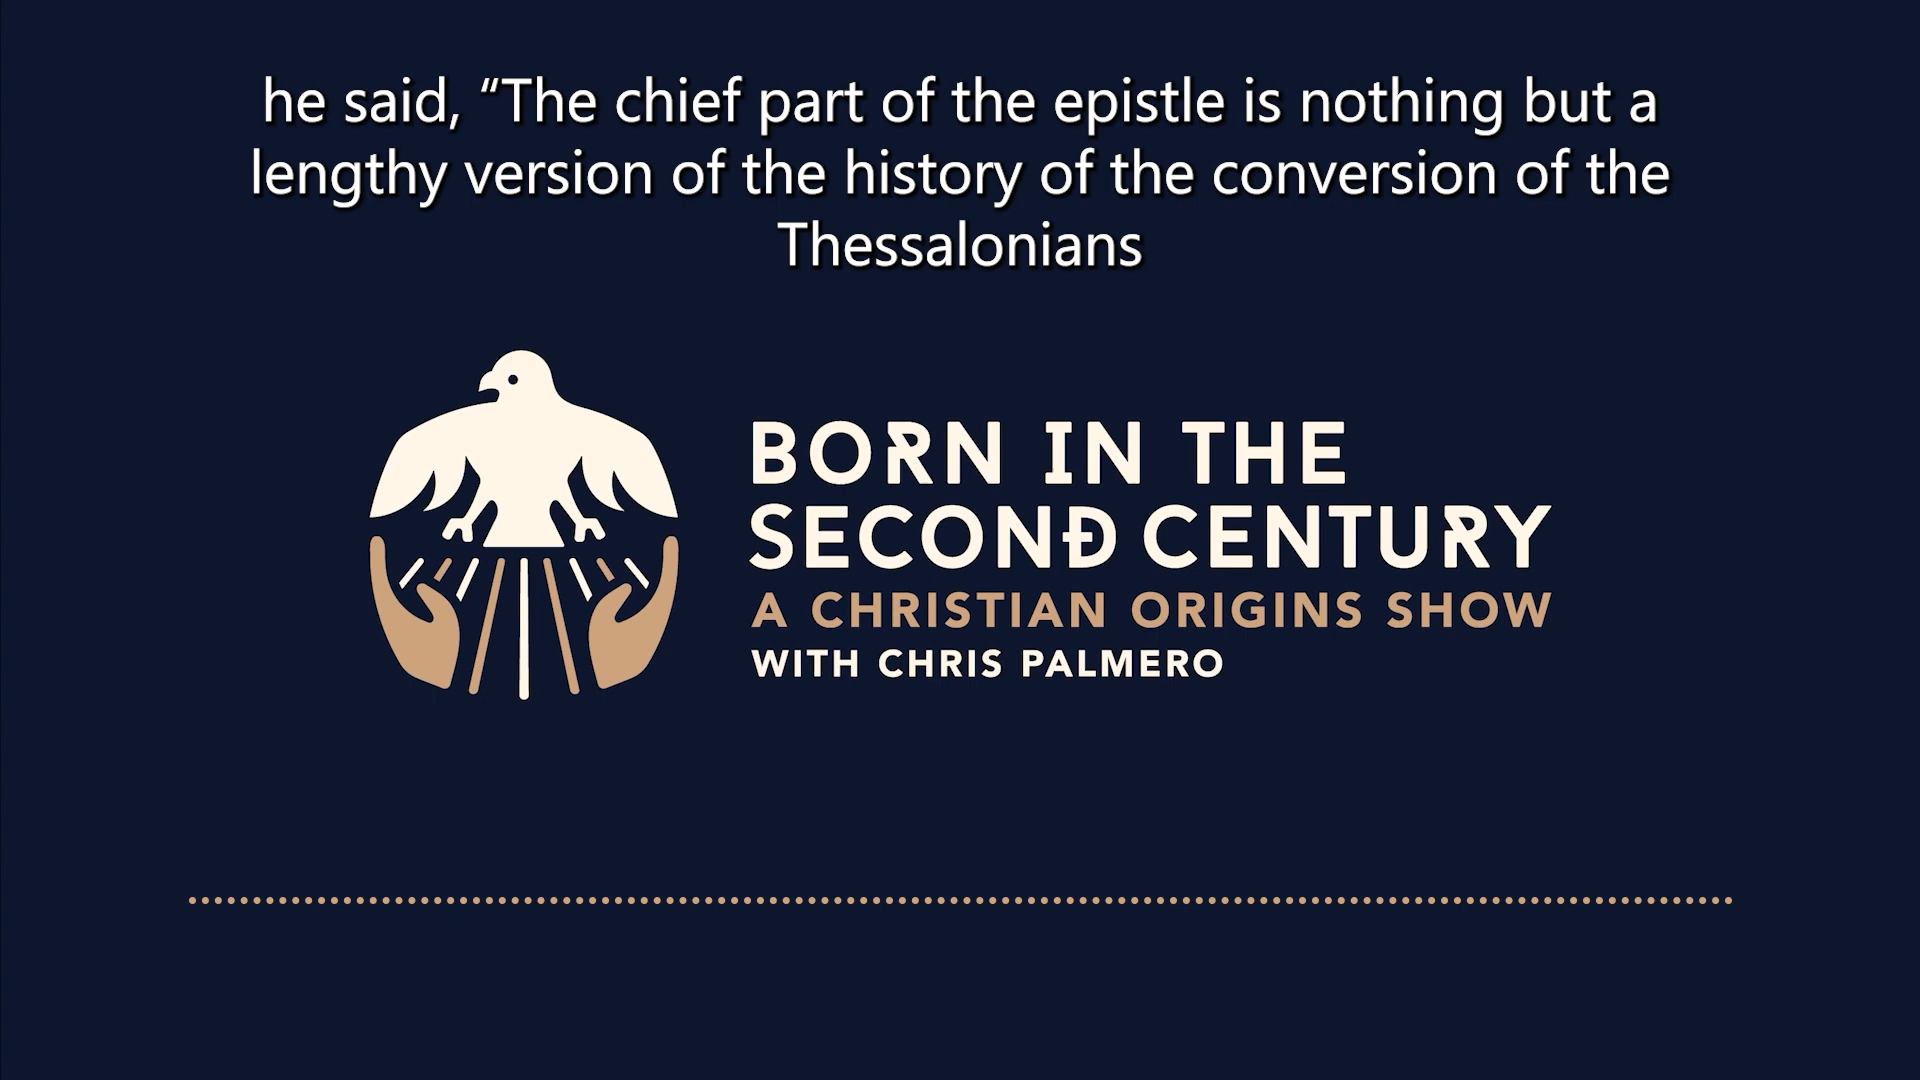 he said, “The chief part of the epistle is nothing but a
lengthy version of the history of the conversion of the
Thessalonians
BORN IN THE
SECOND CENTURY
A CHRISTIAN ORIGINS SHOW
WITH CHRIS PALMERO